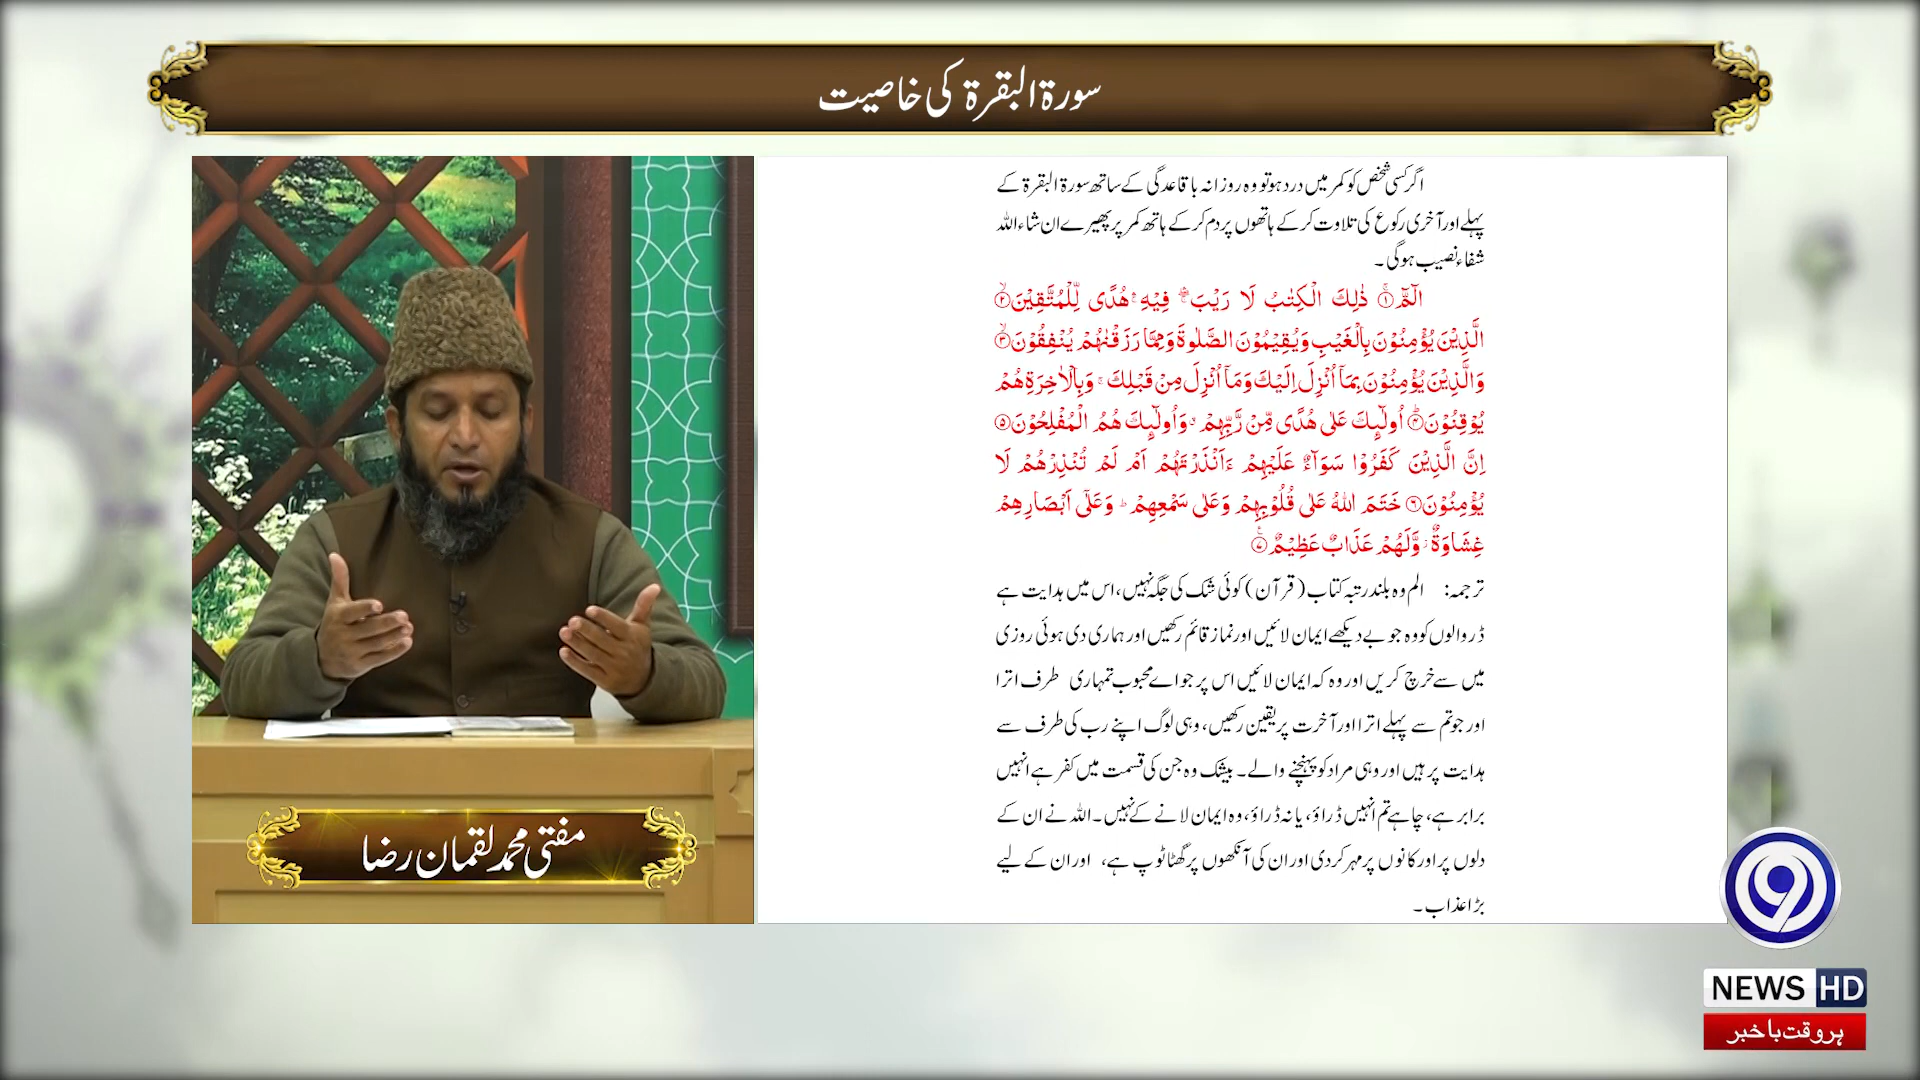 سورۃ البقرۃ کی خاصیت
اگر کسی شخص کو کمر میں درد ہو تو وہ روزانہ باقاعدگی کے ساتھ سورۃ البقرۃ کے
پہلے اور آخری رکوع کی تلاوت کر کے ہاتھوں پر دم کر کے ہاتھ کمر پر پھیرے ان شاء اللہ
شفاء نصیب ہوگی۔
الٓمّٓ ۚ﴿۱﴾ ذٰلِكَ الْكِتٰبُ لَا رَيْبَ ۛ فِيْهِ ۛ هُدًى لِّلْمُتَّقِيْنَ ۙ﴿۲﴾
الَّذِيْنَ يُؤْمِنُوْنَ بِالْغَيْبِ وَيُقِيْمُوْنَ الصَّلٰوةَ وَمِمَّا رَزَقْنٰهُمْ يُنْفِقُوْنَ ۙ﴿۳﴾
وَالَّذِيْنَ يُؤْمِنُوْنَ بِمَآ اُنْزِلَ اِلَيْكَ وَمَآ اُنْزِلَ مِنْ قَبْلِكَ ۚ وَبِالْاٰخِرَةِ هُمْ
يُوْقِنُوْنَ ؕ﴿۴﴾ اُولٰٓئِكَ عَلٰى هُدًى مِّنْ رَّبِّهِمْ ۙ وَاُولٰٓئِكَ هُمُ الْمُفْلِحُوْنَ ﴿۵﴾
اِنَّ الَّذِيْنَ كَفَرُوْا سَوَآءٌ عَلَيْهِمْ ءَاَنْذَرْتَهُمْ اَمْ لَمْ تُنْذِرْهُمْ لَا
يُؤْمِنُوْنَ ﴿۶﴾ خَتَمَ اللّٰهُ عَلٰى قُلُوْبِهِمْ وَعَلٰى سَمْعِهِمْ ؕ وَعَلٰٓى اَبْصَارِهِمْ
غِشَاوَةٌ ۫ وَّلَهُمْ عَذَابٌ عَظِيْمٌ ۠﴿۷﴾
ترجمہ: الم وہ بلند رتبہ کتاب (قرآن) کوئی شک کی جگہ نہیں، اس میں ہدایت ہے
ڈر والوں کو وہ جو بے دیکھے ایمان لائیں اور نماز قائم رکھیں اور ہماری دی ہوئی روزی
میں سے خرچ کریں اور وہ کہ ایمان لائیں اس پر جو اے محبوب تمہاری طرف اترا
اور جو تم سے پہلے اترا اور آخرت پر یقین رکھیں، وہی لوگ اپنے رب کی طرف سے
ہدایت پر ہیں اور وہی مراد کو پہنچنے والے۔ بیشک وہ جن کی قسمت میں کفر ہے انہیں
برابر ہے، چاہے تم انہیں ڈراؤ، یا نہ ڈراؤ، وہ ایمان لانے کے نہیں۔ اللہ نے ان کے
دلوں پر اور کانوں پر مہر کر دی اور ان کی آنکھوں پر گھٹا ٹوپ ہے، اور ان کے لیے
بڑا عذاب۔
مفتی محمد لقمان رضا
9
NEWS HD
ہر وقت باخبر